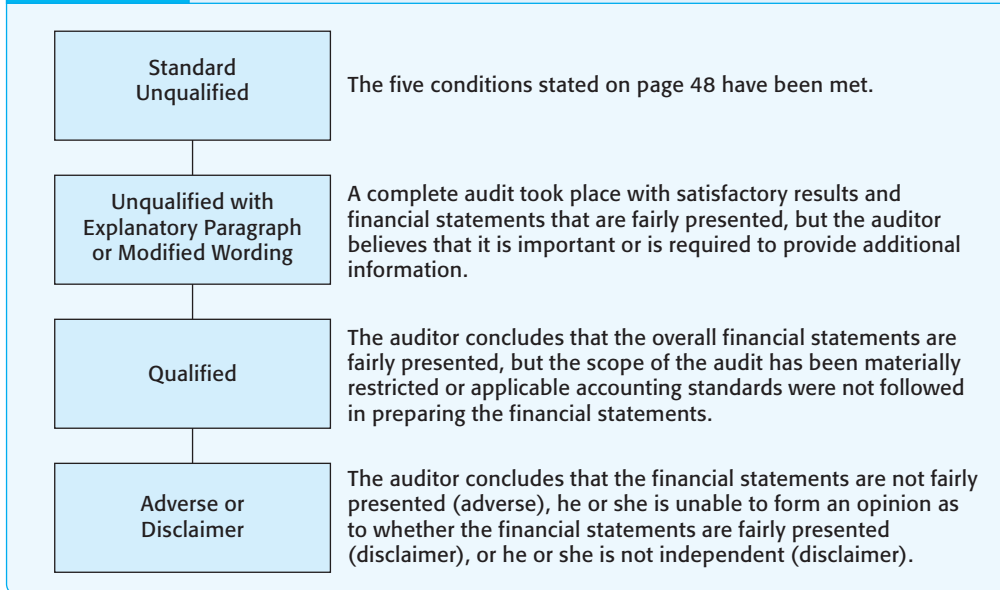 Standard
Unqualified
The five conditions stated on page 48 have been met.
Unqualified with
Explanatory Paragraph
or Modified Wording
A complete audit took place with satisfactory results and
financial statements that are fairly presented, but the auditor
believes that it is important or is required to provide additional
information.
Qualified
The auditor concludes that the overall financial statements are
fairly presented, but the scope of the audit has been materially
restricted or applicable accounting standards were not followed
in preparing the financial statements.
Adverse or
Disclaimer
The auditor concludes that the financial statements are not fairly
presented (adverse), he or she is unable to form an opinion as
to whether the financial statements are fairly presented
(disclaimer), or he or she is not independent (disclaimer).